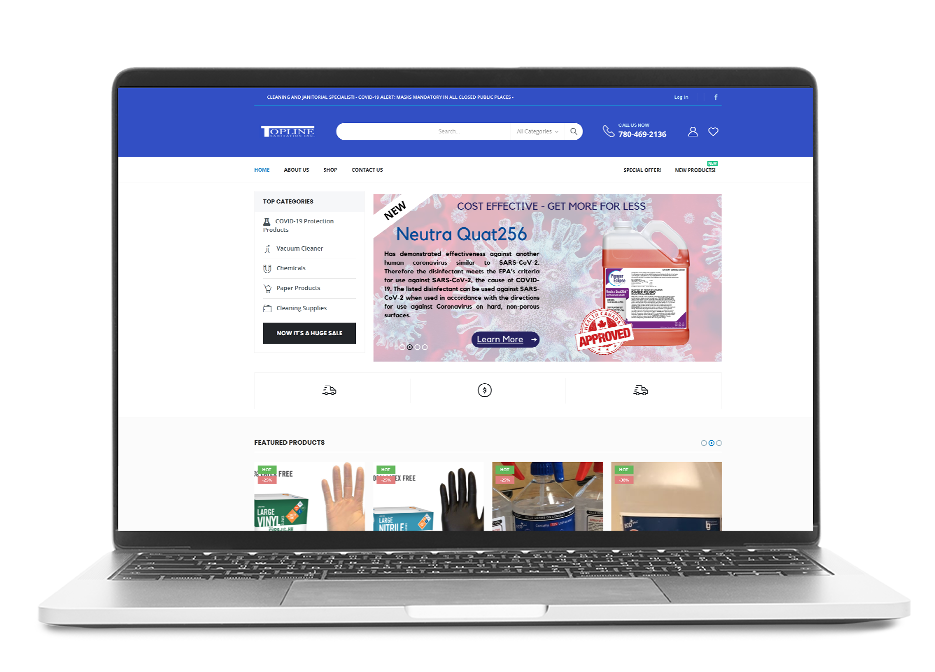 CLEANING AND JANITORIAL SPECIALIST! - COVID-19 ALERT: MASKS MANDATORY IN ALL CLOSED PUBLIC PLACES -
Log In
TOPLINE
Search...
All Categories
CALL US NOW
780-469-2136
HOME
ABOUT US
SHOP
CONTACT US
SPECIAL OFFER!
NEW PRODUCTS!
NEW
TOP CATEGORIES
COVID-19 Protection
Products
Vacuum Cleaner
Chemicals
Paper Products
Cleaning Supplies
NOW IT'S A HUGE SALE
NEW
COST EFFECTIVE - GET MORE FOR LESS
Neutra Quat256
Has demonstrated effectiveness against another
human coronavirus similar to SARS-CoV-2.
Therefore the disinfectant meets the EPA's criteria
for use against SARS-CoV-2, the cause of COVID-
19. The listed disinfectant can be used against SARS-
CoV-2 when used in accordance with the directions
for use against Coronavirus on hard, non-porous
surfaces.
Learn More
HEALTH CANADA
APPROVED
FEATURED PRODUCTS
HOT
-25%
FREE
LARGE
VINYL
HOT
-25%
EX FREE
LARGE
NITRILE
HOT
-25%
HOT